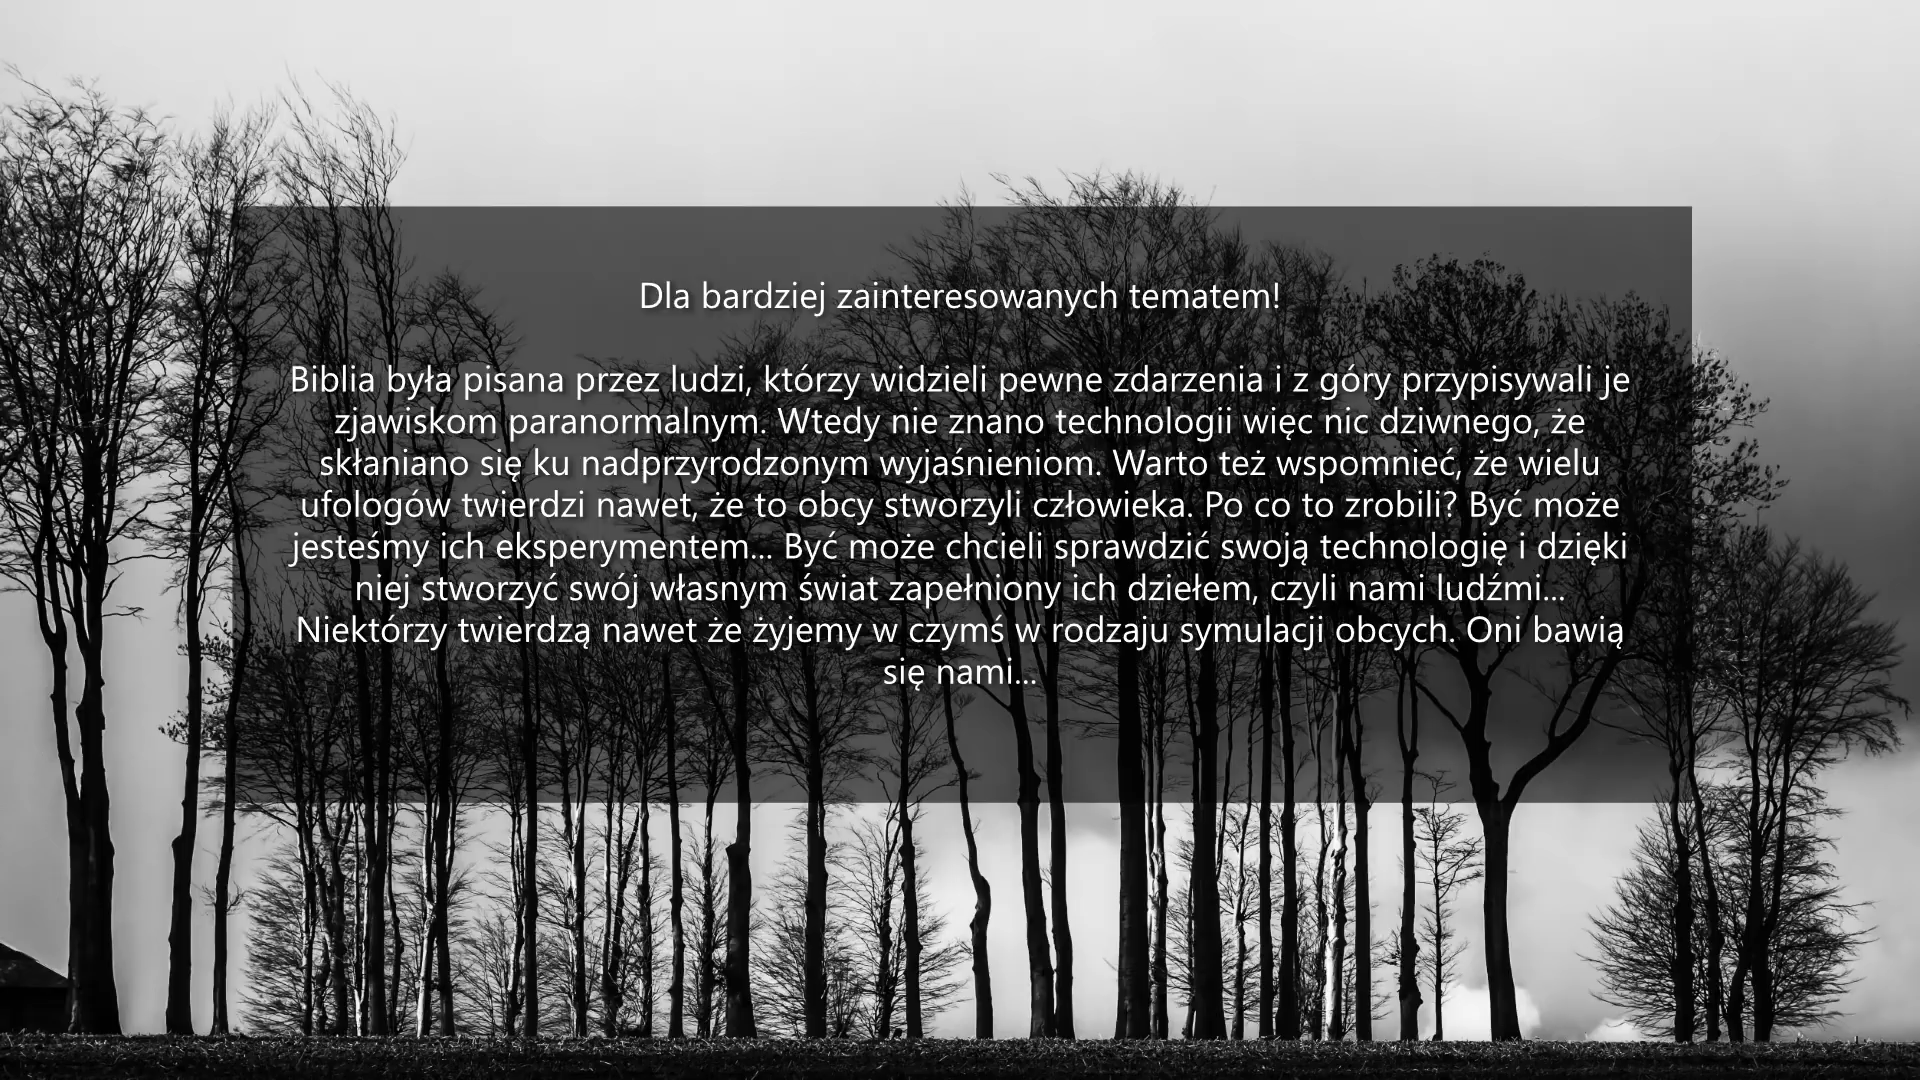 Dla bardziej zainteresowanych tematem!
Biblia była pisana przez ludzi, którzy widzieli pewne zdarzenia i z góry przypisywali je
zjawiskom paranormalnym. Wtedy nie znano technologii więc nic dziwnego, że
skłaniano się ku nadprzyrodzonym wyjaśnieniom. Warto też wspomnieć, że wielu
ufologów twierdzi nawet, że to obcy stworzyli człowieka. Po co to zrobili? Być może
jesteśmy ich eksperymentem... Być może chcieli sprawdzić swoją technologię i dzięki
niej stworzyć swój własnym świat zapełniony ich dziełem, czyli nami ludźmi...
Niektórzy twierdzą nawet że żyjemy w czymś w rodzaju symulacji obcych. Oni bawią
się nami...